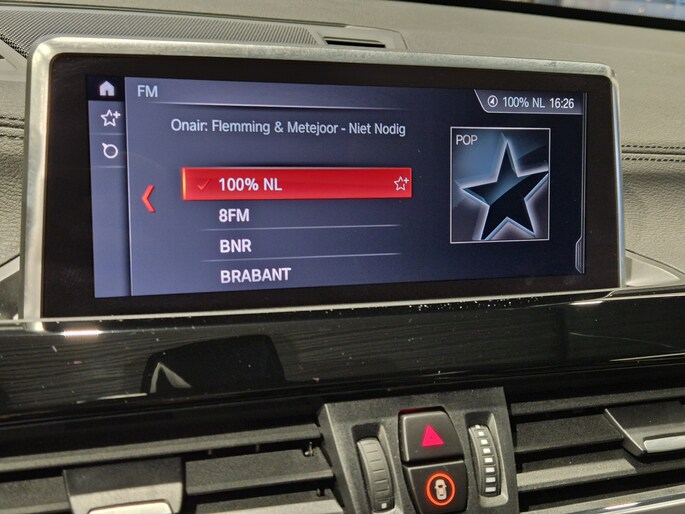 FM
100% NL 16:26
Onair: Flemming & Metejoor - Niet Nodig
POP
100% NL
8FM
BNR
BRABANT